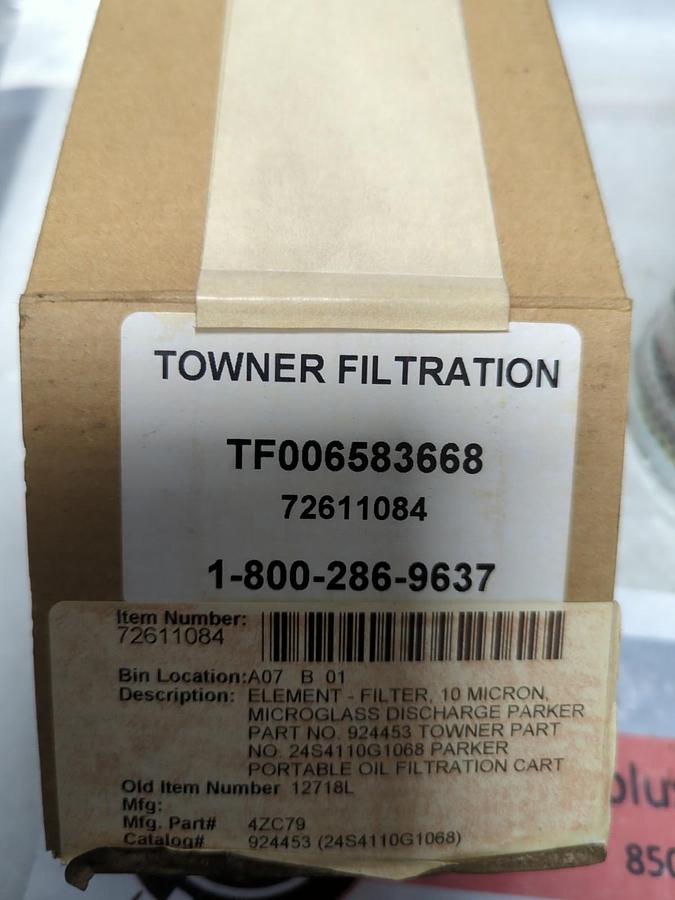 TOWNER FILTRATION
TF006583668
72611084
1-800-286-9637
Item Number:
72611084
Bin Location: A07 B 01
Description: ELEMENT - FILTER, 10 MICRON,
MICROGLASS DISCHARGE PARKER
PART NO. 924453 TOWNER PART
NO. 24S4110G1068 PARKER
PORTABLE OIL FILTRATION CART
Old Item Number 12718L
Mfg:
Mfg. Part# 4ZC79
Catalog# 924453 (24S4110G1068)
850